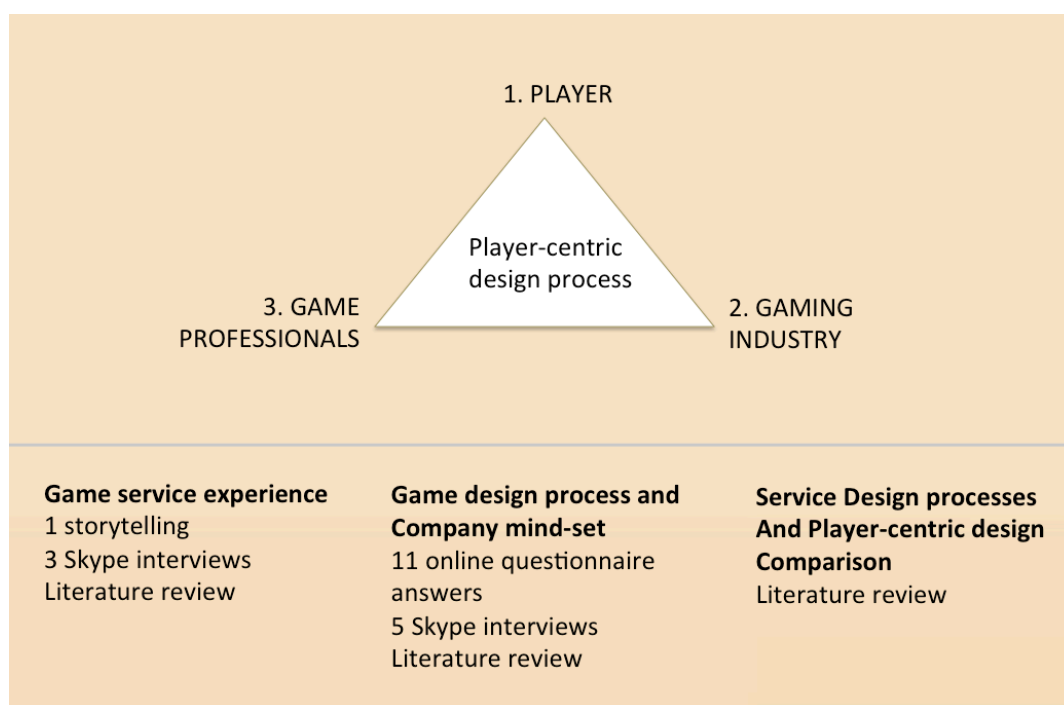 1. PLAYER
Player-centric
design process
3. GAME
PROFESSIONALS
2. GAMING
INDUSTRY
Game service experience
1 storytelling
3 Skype interviews
Literature review
Game design process and
Company mind-set
11 online questionnaire
answers
5 Skype interviews
Literature review
Service Design processes
And Player-centric design
Comparison
Literature review